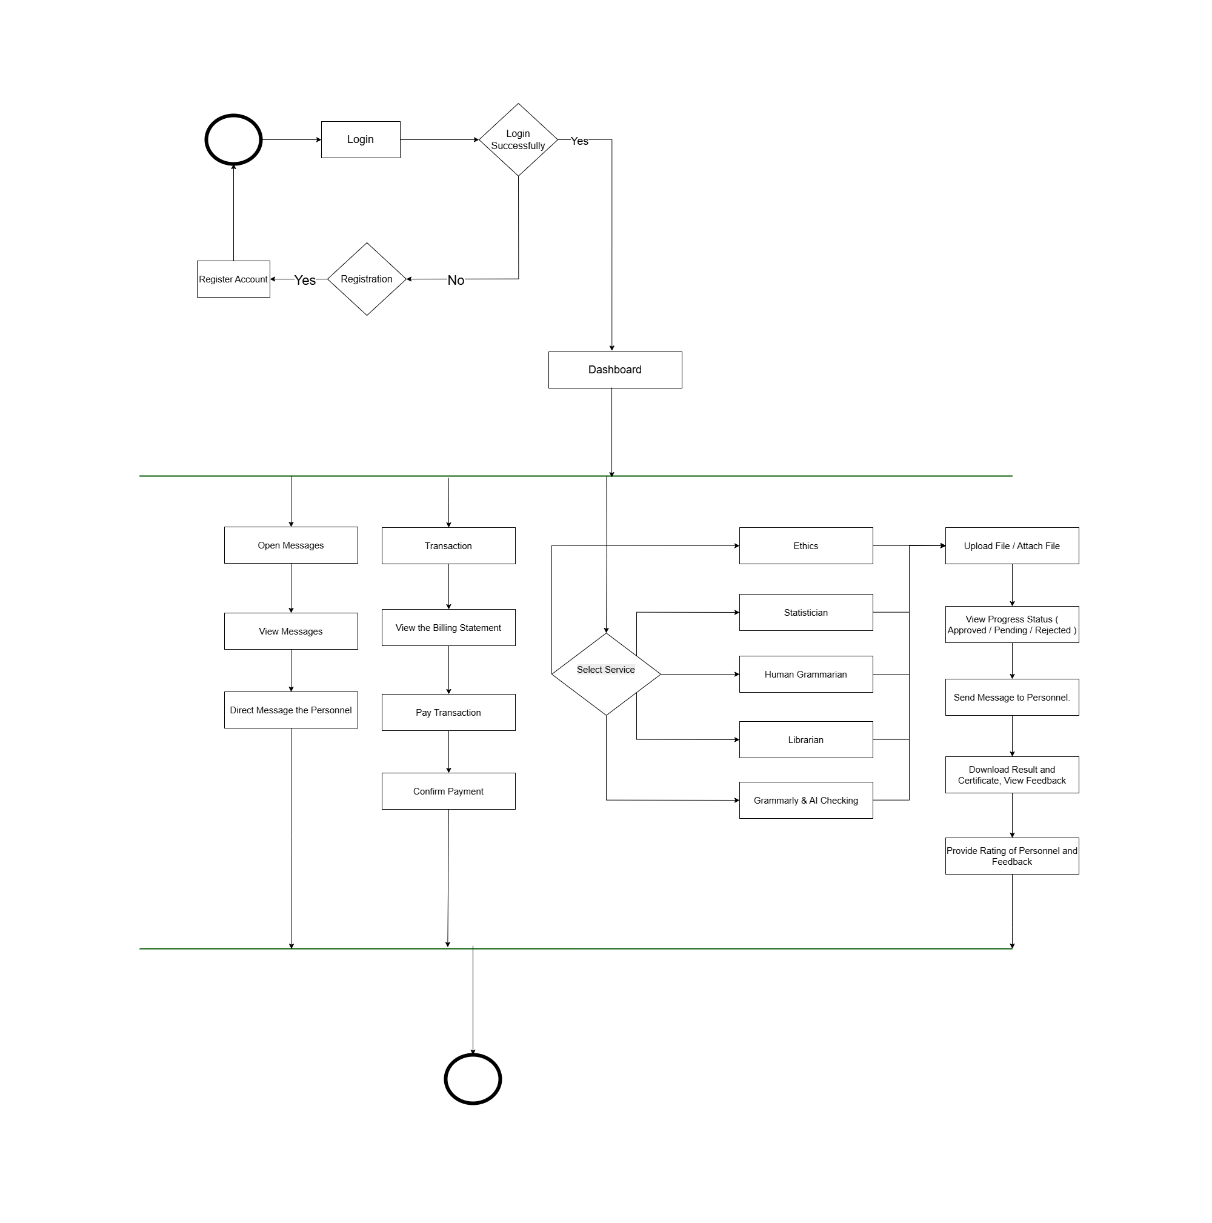 Login
Login
Successfully
Yes
Register Account
Yes
Registration
No
Dashboard
Open Messages
Transaction
Ethics
Upload File / Attach File
View Messages
View the Billing Statement
Statistician
View Progress Status (
Approved / Pending / Rejected )
Select Service
Human Grammarian
Direct Message the Personnel
Pay Transaction
Send Message to Personnel.
Librarian
Confirm Payment
Grammarly & AI Checking
Download Result and
Certificate, View Feedback
Provide Rating of Personnel and
Feedback